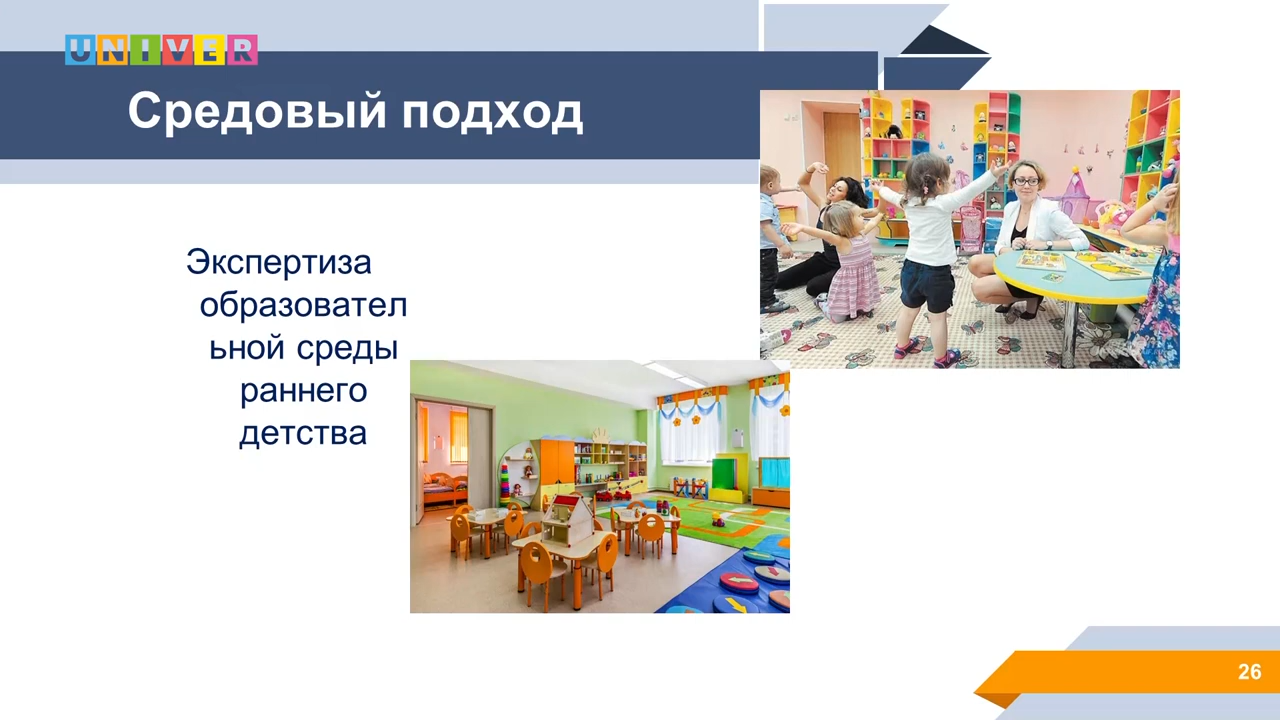 UNIVER
Средовый подход
Экспертиза
образовател
ьной среды
раннего
детства
26